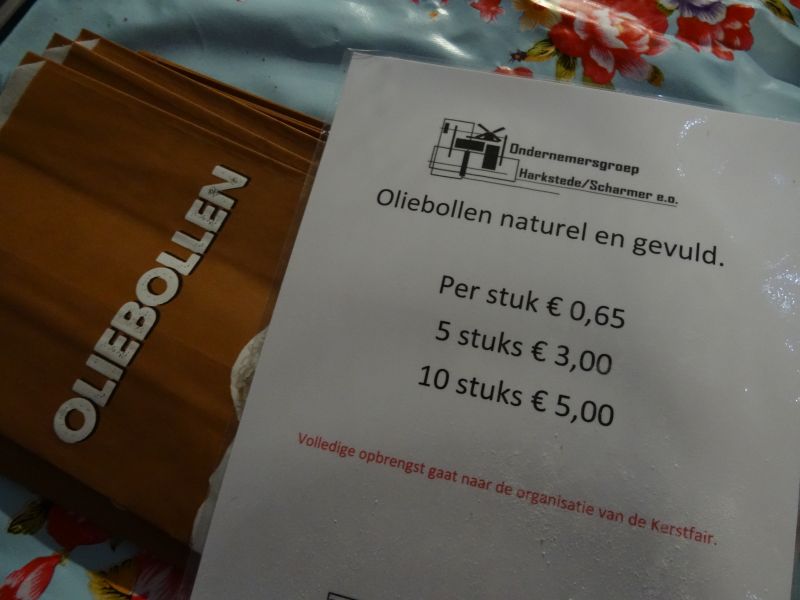 OLIEBOLLEN
Ondernemersgroep
Harkstede/Scharmer e.o.
Oliebollen naturel en gevuld.
Per stuk € 0,65
5 stuks € 3,00
10 stuks € 5,00
Volledige opbrengst gaat naar de organisatie van de Kerstfair.